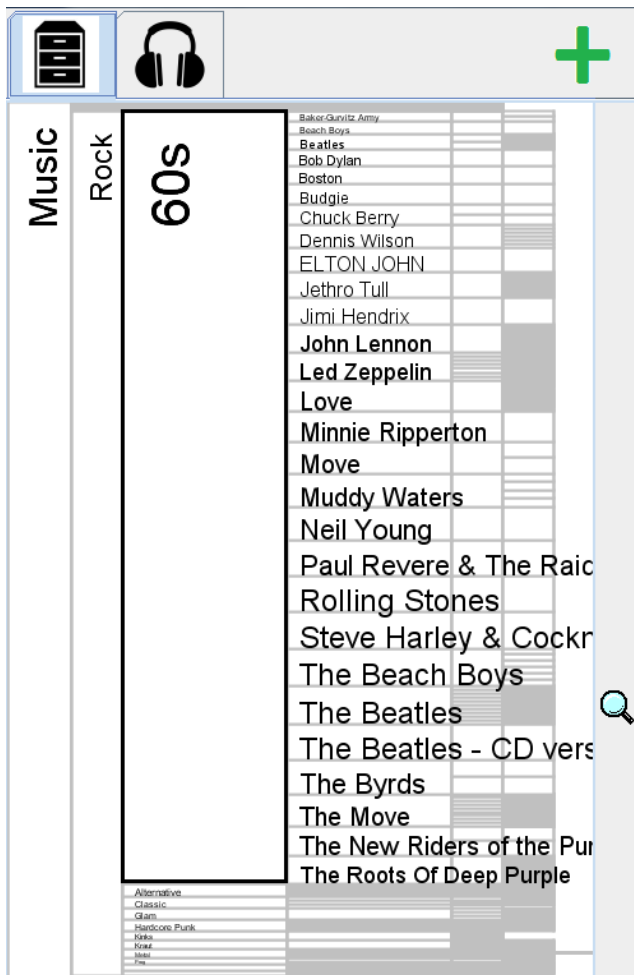 Music
Rock
60s
Baker-Gurvitz Army
Beach Boys
Beatles
Bob Dylan
Boston
Budgie
Chuck Berry
Dennis Wilson
ELTON JOHN
Jethro Tull
Jimi Hendrix
John Lennon
Led Zeppelin
Love
Minnie Ripperton
Move
Muddy Waters
Neil Young
Paul Revere & The Raid
Rolling Stones
Steve Harley & Cockn
The Beach Boys
The Beatles
The Beatles - CD vers
The Byrds
The Move
The New Riders of the Pur
The Roots Of Deep Purple
Alternative
Classic
Glam
Hardcore Punk
Kinks
Kraut
Metal
Prog